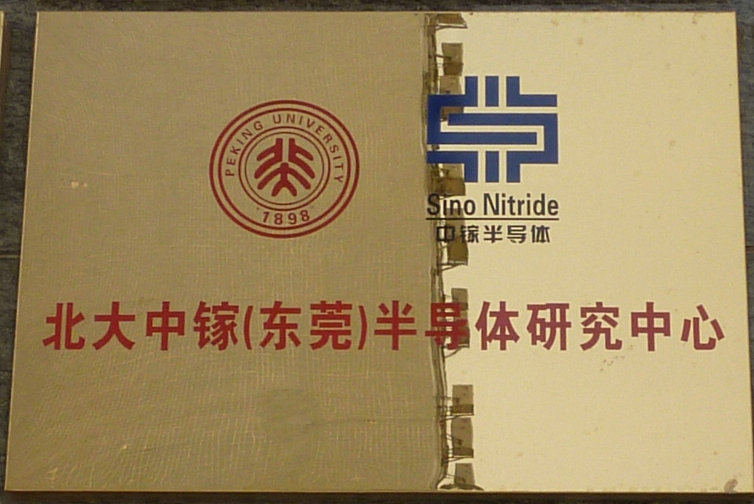 PEKING UNIVERSITY
1898
Sino Nitride
中镓半导体
北大中镓(东莞)半导体研究中心